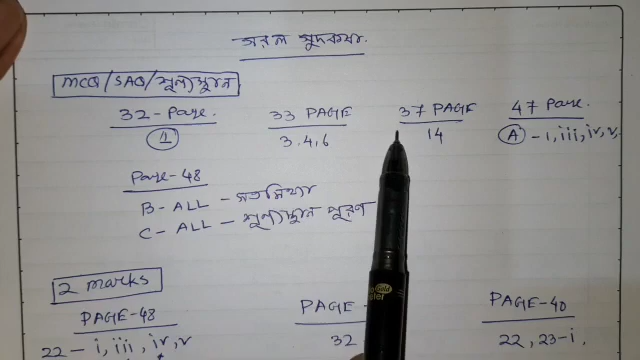 সরল সুদকষা.
MCQ/SAQ/শূন্যস্থান
32-Page. 33 PAGE 37 PAGE 47 Page.
1 3,4,6 14 A - i, iii, iv, v,
Page-48
B- ALL - সত্যমিথ্যা
C- ALL - শূন্যস্থান পূরণ
2 marks
PAGE-48 PAGE- PAGE-40
22 - i, iii, iv, v 32 22, 23-i,